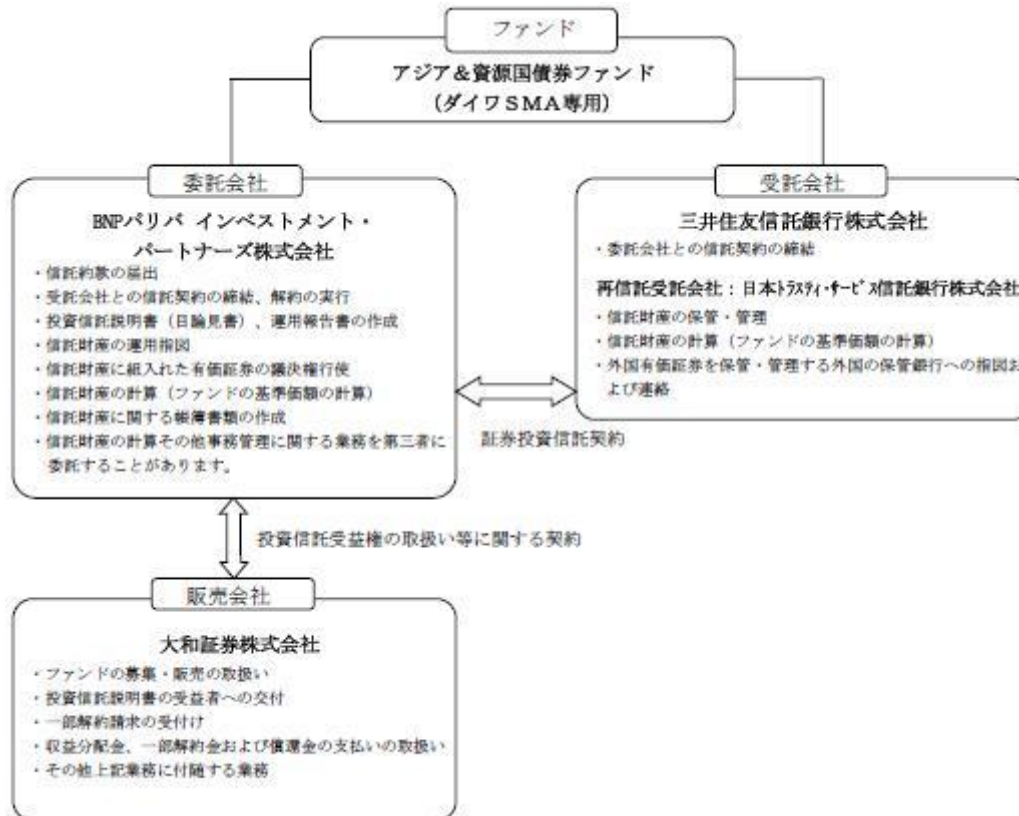 ファンド
アジア＆資源国債券ファンド
（ダイワＳＭＡ専用）
委託会社
BNPパリバ インベストメント・
パートナーズ株式会社
・信託約款の届出
・受託会社との信託契約の締結、解約の実行
・投資信託説明書（目論見書）、運用報告書の作成
・信託財産の運用指図
・信託財産に組入れた有価証券の議決権行使
・信託財産の計算（ファンドの基準価額の計算）
・信託財産に関する帳簿書類の作成
・信託財産の計算その他事務管理に関する業務を第三者に
委託することがあります。
受託会社
三井住友信託銀行株式会社
・委託会社との信託契約の締結
再信託受託会社：日本ﾄﾗｽﾃｨ・ｻｰﾋﾞｽ信託銀行株式会社
・信託財産の保管・管理
・信託財産の計算（ファンドの基準価額の計算）
・外国有価証券を保管・管理する外国の保管銀行への指図お
よび連絡
証券投資信託契約
投資信託受益権の取扱い等に関する契約
販売会社
大和証券株式会社
・ファンドの募集・販売の取扱い
・投資信託説明書の受益者への交付
・一部解約請求の受付け
・収益分配金、一部解約金および償還金の支払いの取扱い
・その他上記業務に付随する業務